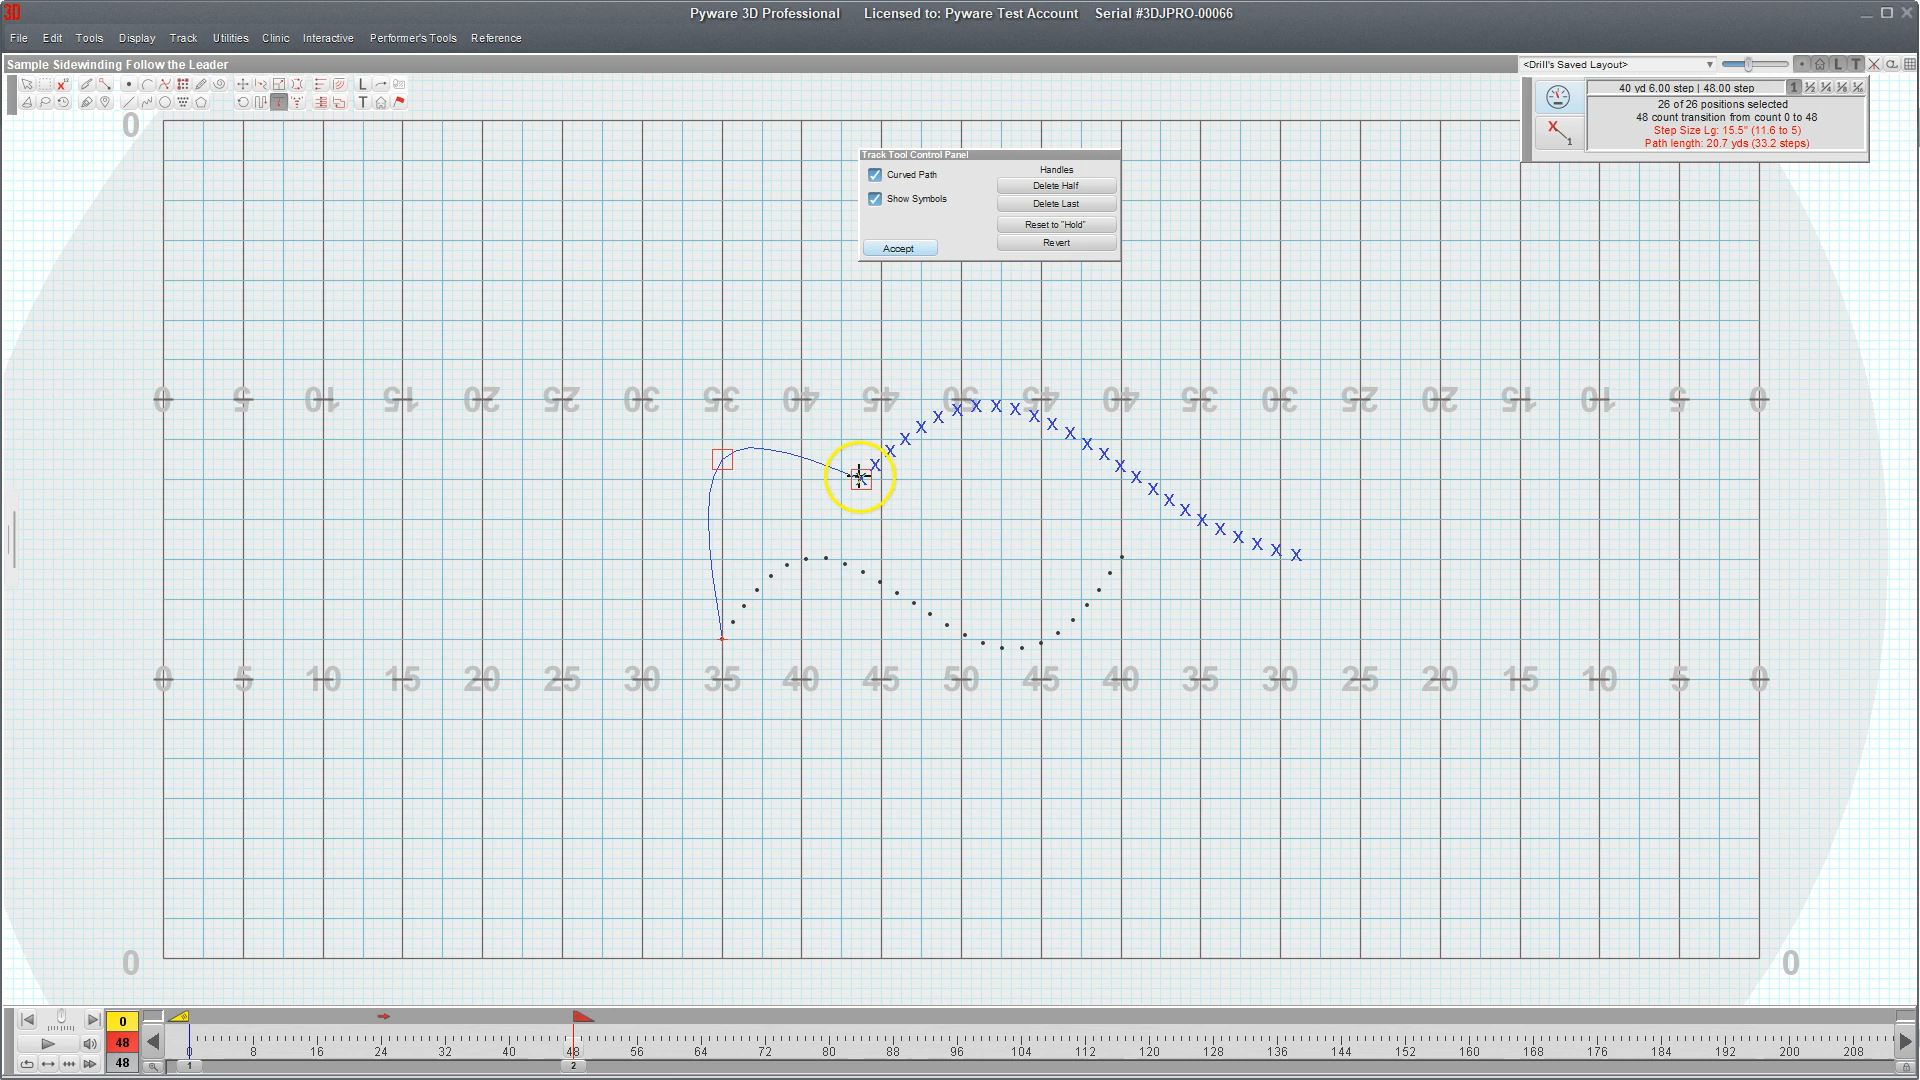 3D Pyware 3D Professional Licensed to: Pyware Test Account Serial #3DJPRO-00066
File Edit Tools Display Track Utilities Clinic Interactive Performer's Tools Reference
Sample Sidewinding Follow the Leader
<Drill's Saved Layout>
L T
L
T
40 yd 6.00 step | 48.00 step
26 of 26 positions selected
48 count transition from count 0 to 48
Step Size Lg: 15.5" (11.6 to 5)
Path length: 20.7 yds (33.2 steps)
X 1
0
Track Tool Control Panel
Curved Path
Show Symbols
Accept
Handles
Delete Half
Delete Last
Reset to "Hold"
Revert
0 5 10 15 20 25 30 35 40 45 50 45 40 35 30 25 20 15 10 5 0
0 5 10 15 20 25 30 35 40 45 50 45 40 35 30 25 20 15 10 5 0
0 0
0
48
48
0 8 16 24 32 40 48 56 64 72 80 88 96 104 112 120 128 136 144 152 160 168 176 184 192 200 208
1 2